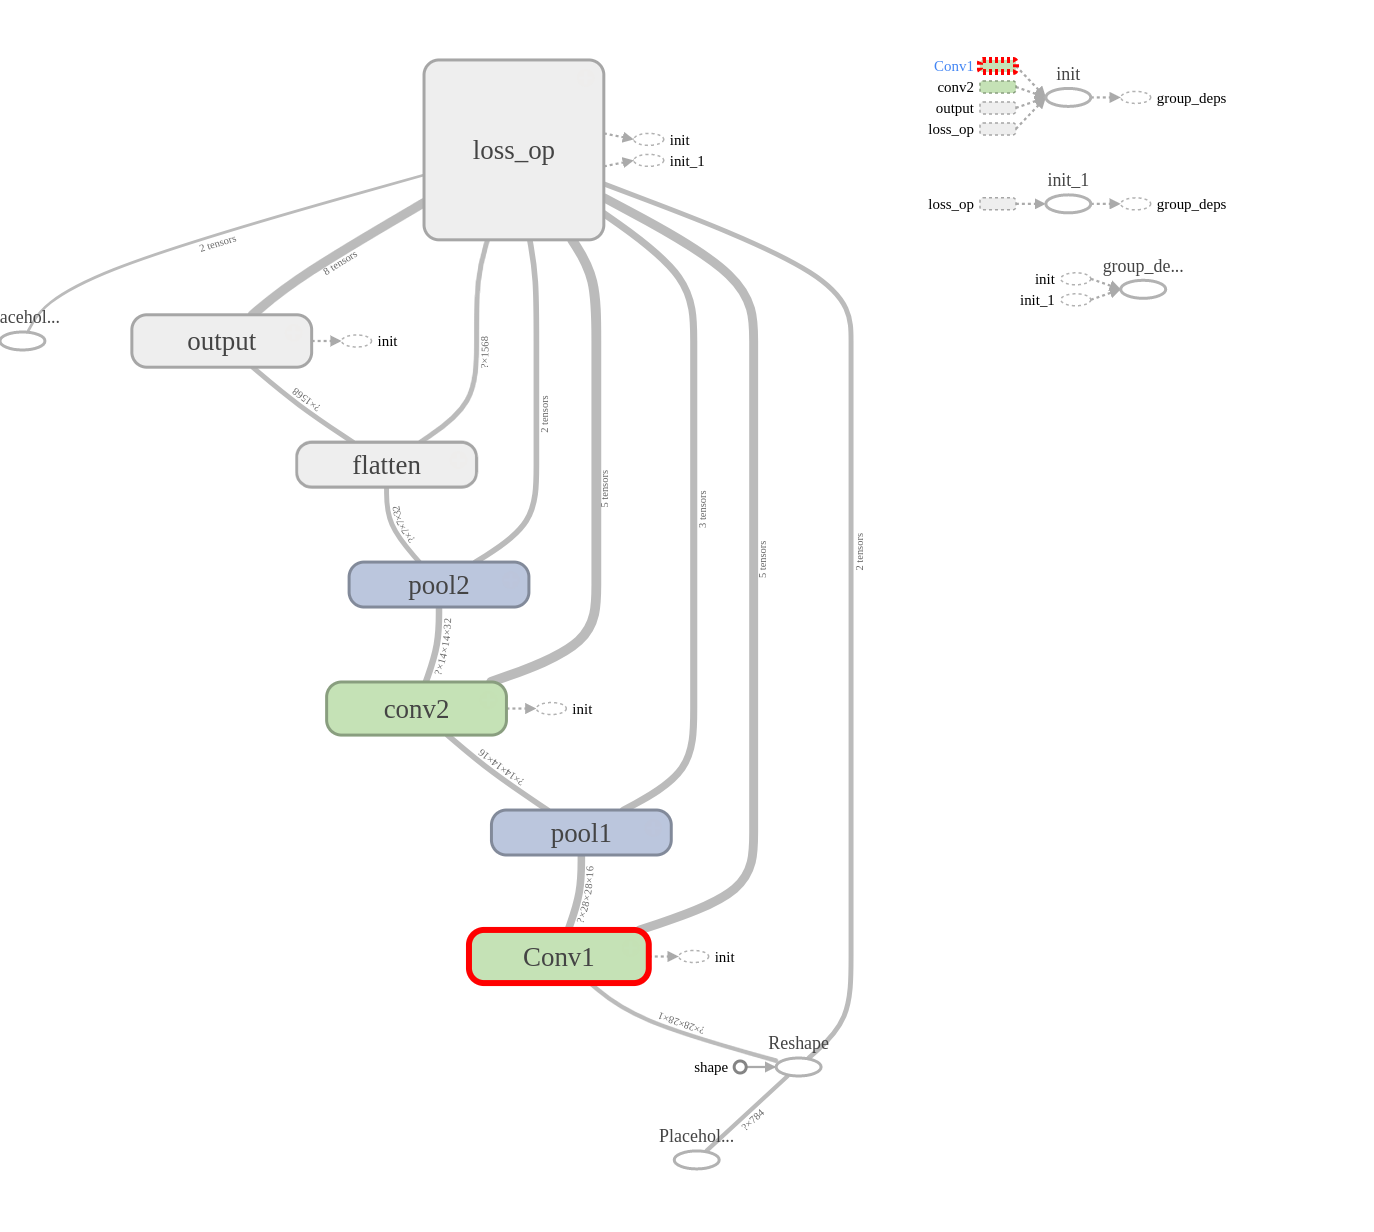 loss_op
init
init_1
2 tensors
8 tensors
acehol...
output
init
?×1568
?×1568
2 tensors
flatten
5 tensors
3 tensors
?×7×7×32
5 tensors
2 tensors
pool2
?×14×14×32
conv2
init
?×14×14×16
pool1
?×28×28×16
Conv1
init
?×28×28×1
Reshape
shape
?×784
Placehol...
Conv1
conv2
output
loss_op
init
group_deps
init_1
loss_op
group_deps
group_de...
init
init_1